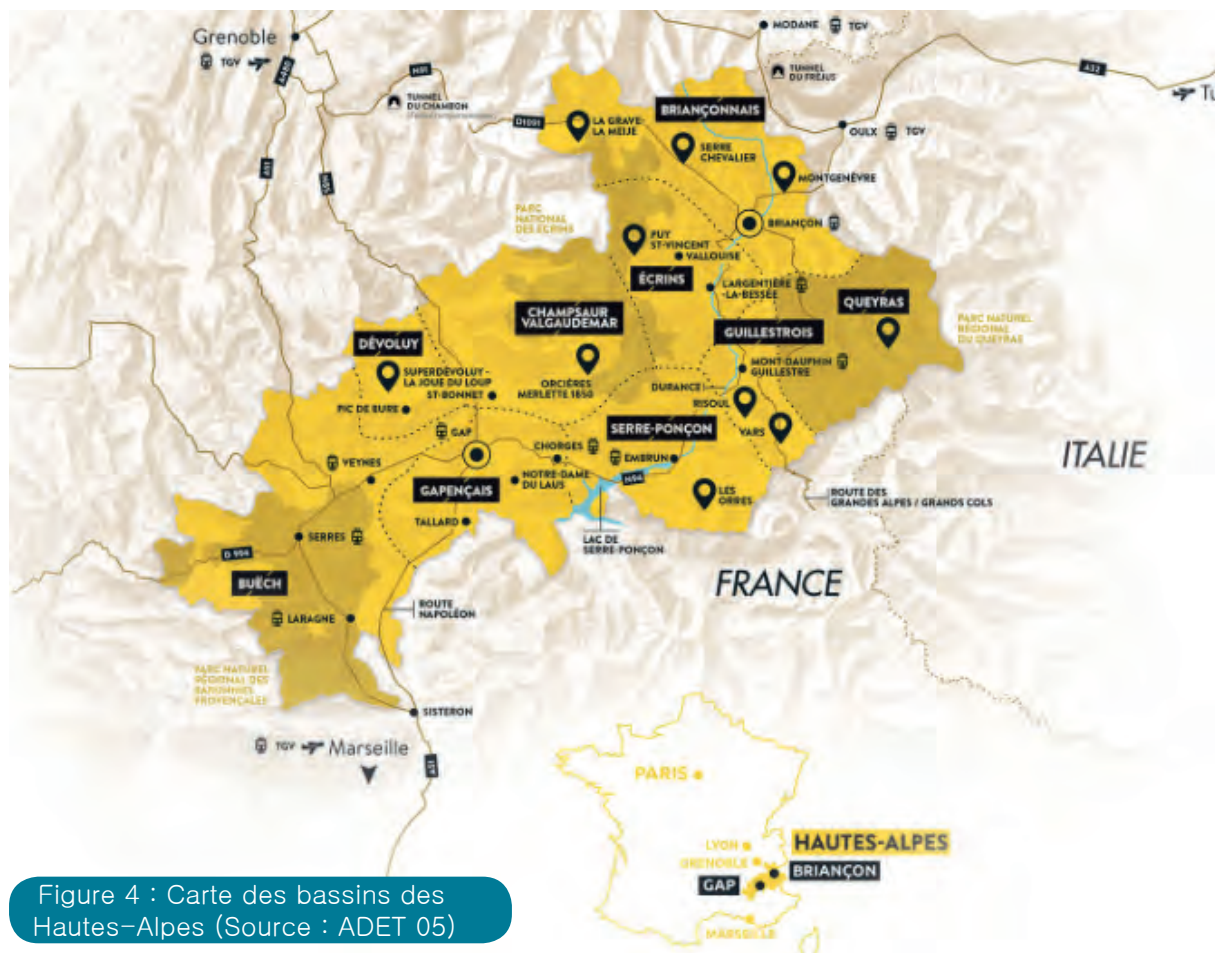 Grenoble
TGV
A480
N91
TUNNEL
DU CHAMBON
MODANE
TGV
TUNNEL
DU FRÉJUS
A32
Tu
OULX
TGV
BRIANÇONNAIS
D1091
LA GRAVE-
LA MEIJE
SERRE
CHEVALIER
MONTGENÈVRE
A51
PARC
NATIONAL
DES ÉCRINS
BRIANÇON
PUY
ST-VINCENT
VALLOUISE
ÉCRINS
L'ARGENTIÈRE
-LA-BESSÉE
QUEYRAS
CHAMPSAUR
VALGAUDEMAR
GUILLESTROIS
PARC NATUREL
RÉGIONAL
DU QUEYRAS
DÉVOLUY
MONT-DAUPHIN
GUILLESTRE
SUPERDÉVOLUY-
LA JOUE DU LOUP
ST-BONNET
ORCIÈRES
MERLETTE 1850
DURANCE
RISOUL
PIC DE BURE
VARS
SERRE-PONÇON
GAP
CHORGES
EMBRUN
ITALIE
VEYNES
NOTRE-DAME
DU LAUS
N94
GAPENÇAIS
LES
ORRES
ROUTE DES
GRANDES ALPES / GRANDS COLS
TALLARD
SERRES
LAC DE
SERRE-PONÇON
D 994
BUËCH
FRANCE
ROUTE
NAPOLÉON
LARAGNE
PARC NATUREL
RÉGIONAL DES
BARONNIES
PROVENÇALES
SISTERON
TGV
Marseille
A51
PARIS
LYON
GRENOBLE
HAUTES-ALPES
BRIANÇON
GAP
MARSEILLE
Figure 4 : Carte des bassins des
Hautes-Alpes (Source : ADET 05)